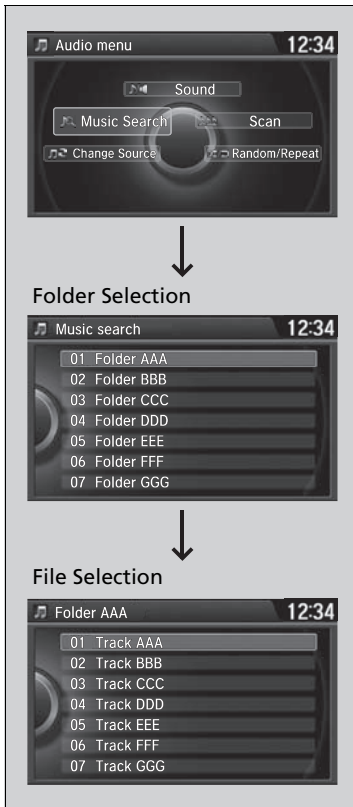 Audio menu 12:34
Sound
Music Search Scan
Change Source Random/Repeat
Folder Selection
Music search 12:34
01 Folder AAA
02 Folder BBB
03 Folder CCC
04 Folder DDD
05 Folder EEE
06 Folder FFF
07 Folder GGG
File Selection
Folder AAA 12:34
01 Track AAA
02 Track BBB
03 Track CCC
04 Track DDD
05 Track EEE
06 Track FFF
07 Track GGG